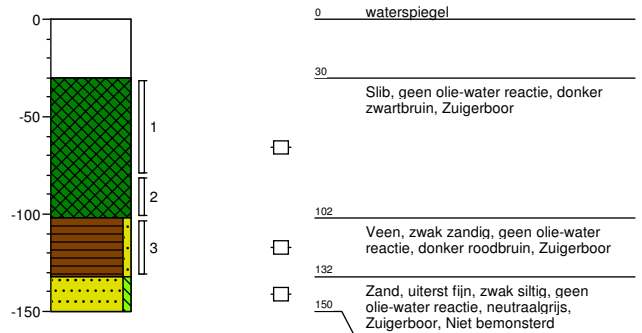 0
-50
-100
-150
1
2
3
0
waterspiegel
30
Slib, geen olie-water reactie, donker
zwartbruin, Zuigerboor
102
Veen, zwak zandig, geen olie-water
reactie, donker roodbruin, Zuigerboor
132
Zand, uiterst fijn, zwak siltig, geen
olie-water reactie, neutraalgrijs,
Zuigerboor, Niet bemonsterd
150